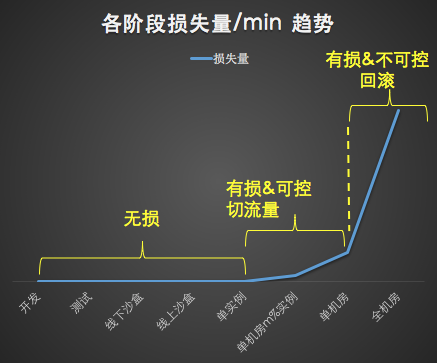 各阶段损失量/min 趋势
损失量
有损&不可控
回滚
有损&可控
切流量
无损
开发
测试
线下沙盒
线上沙盒
单实例
单机房m%实例
单机房
全机房